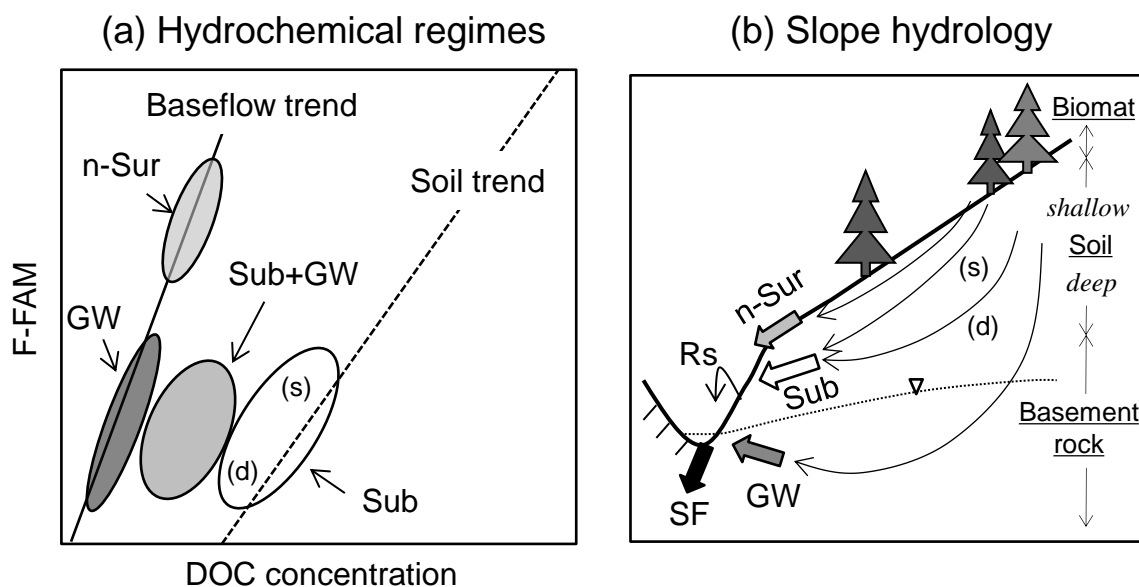 (a) Hydrochemical regimes
Baseflow trend
n-Sur
Soil trend
Sub+GW
GW
(s)
(d)
Sub
F-FAM
DOC concentration
(b) Slope hydrology
Biomat
shallow
Soil
deep
(s)
(d)
n-Sur
Rs
Sub
Basement
rock
GW
SF